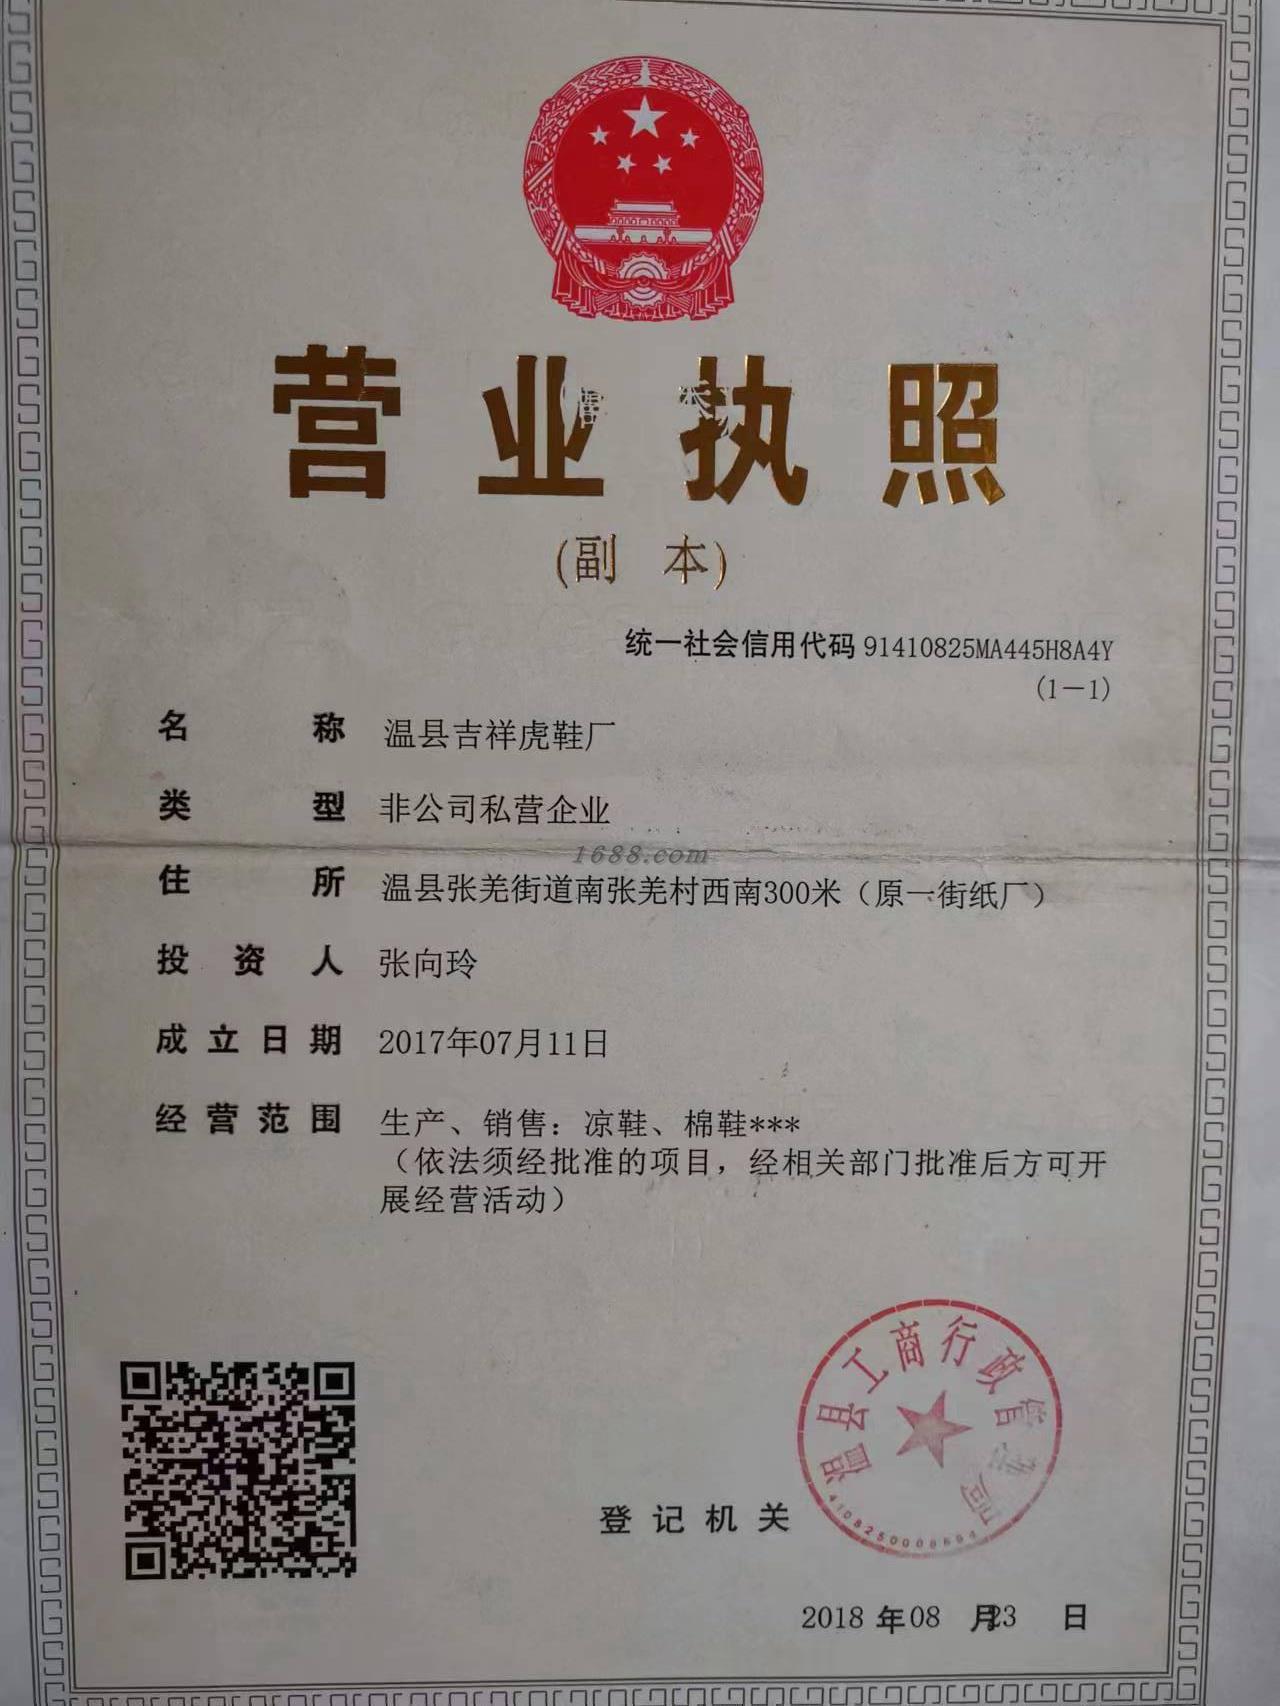 营业执照
(副 本)
统一社会信用代码 91410825MA445H8A4Y
(1-1)
名 称 温县吉祥虎鞋厂
类 型 非公司私营企业
1688.com
住 所 温县张羌街道南张羌村西南300米（原一街纸厂）
投 资 人 张向玲
成 立 日 期 2017年07月11日
经 营 范 围 生产、销售：凉鞋、棉鞋***
（依法须经批准的项目，经相关部门批准后方可开
展经营活动）
温县工商行政管理局
登 记 机 关
2018 年 08 月 23 日